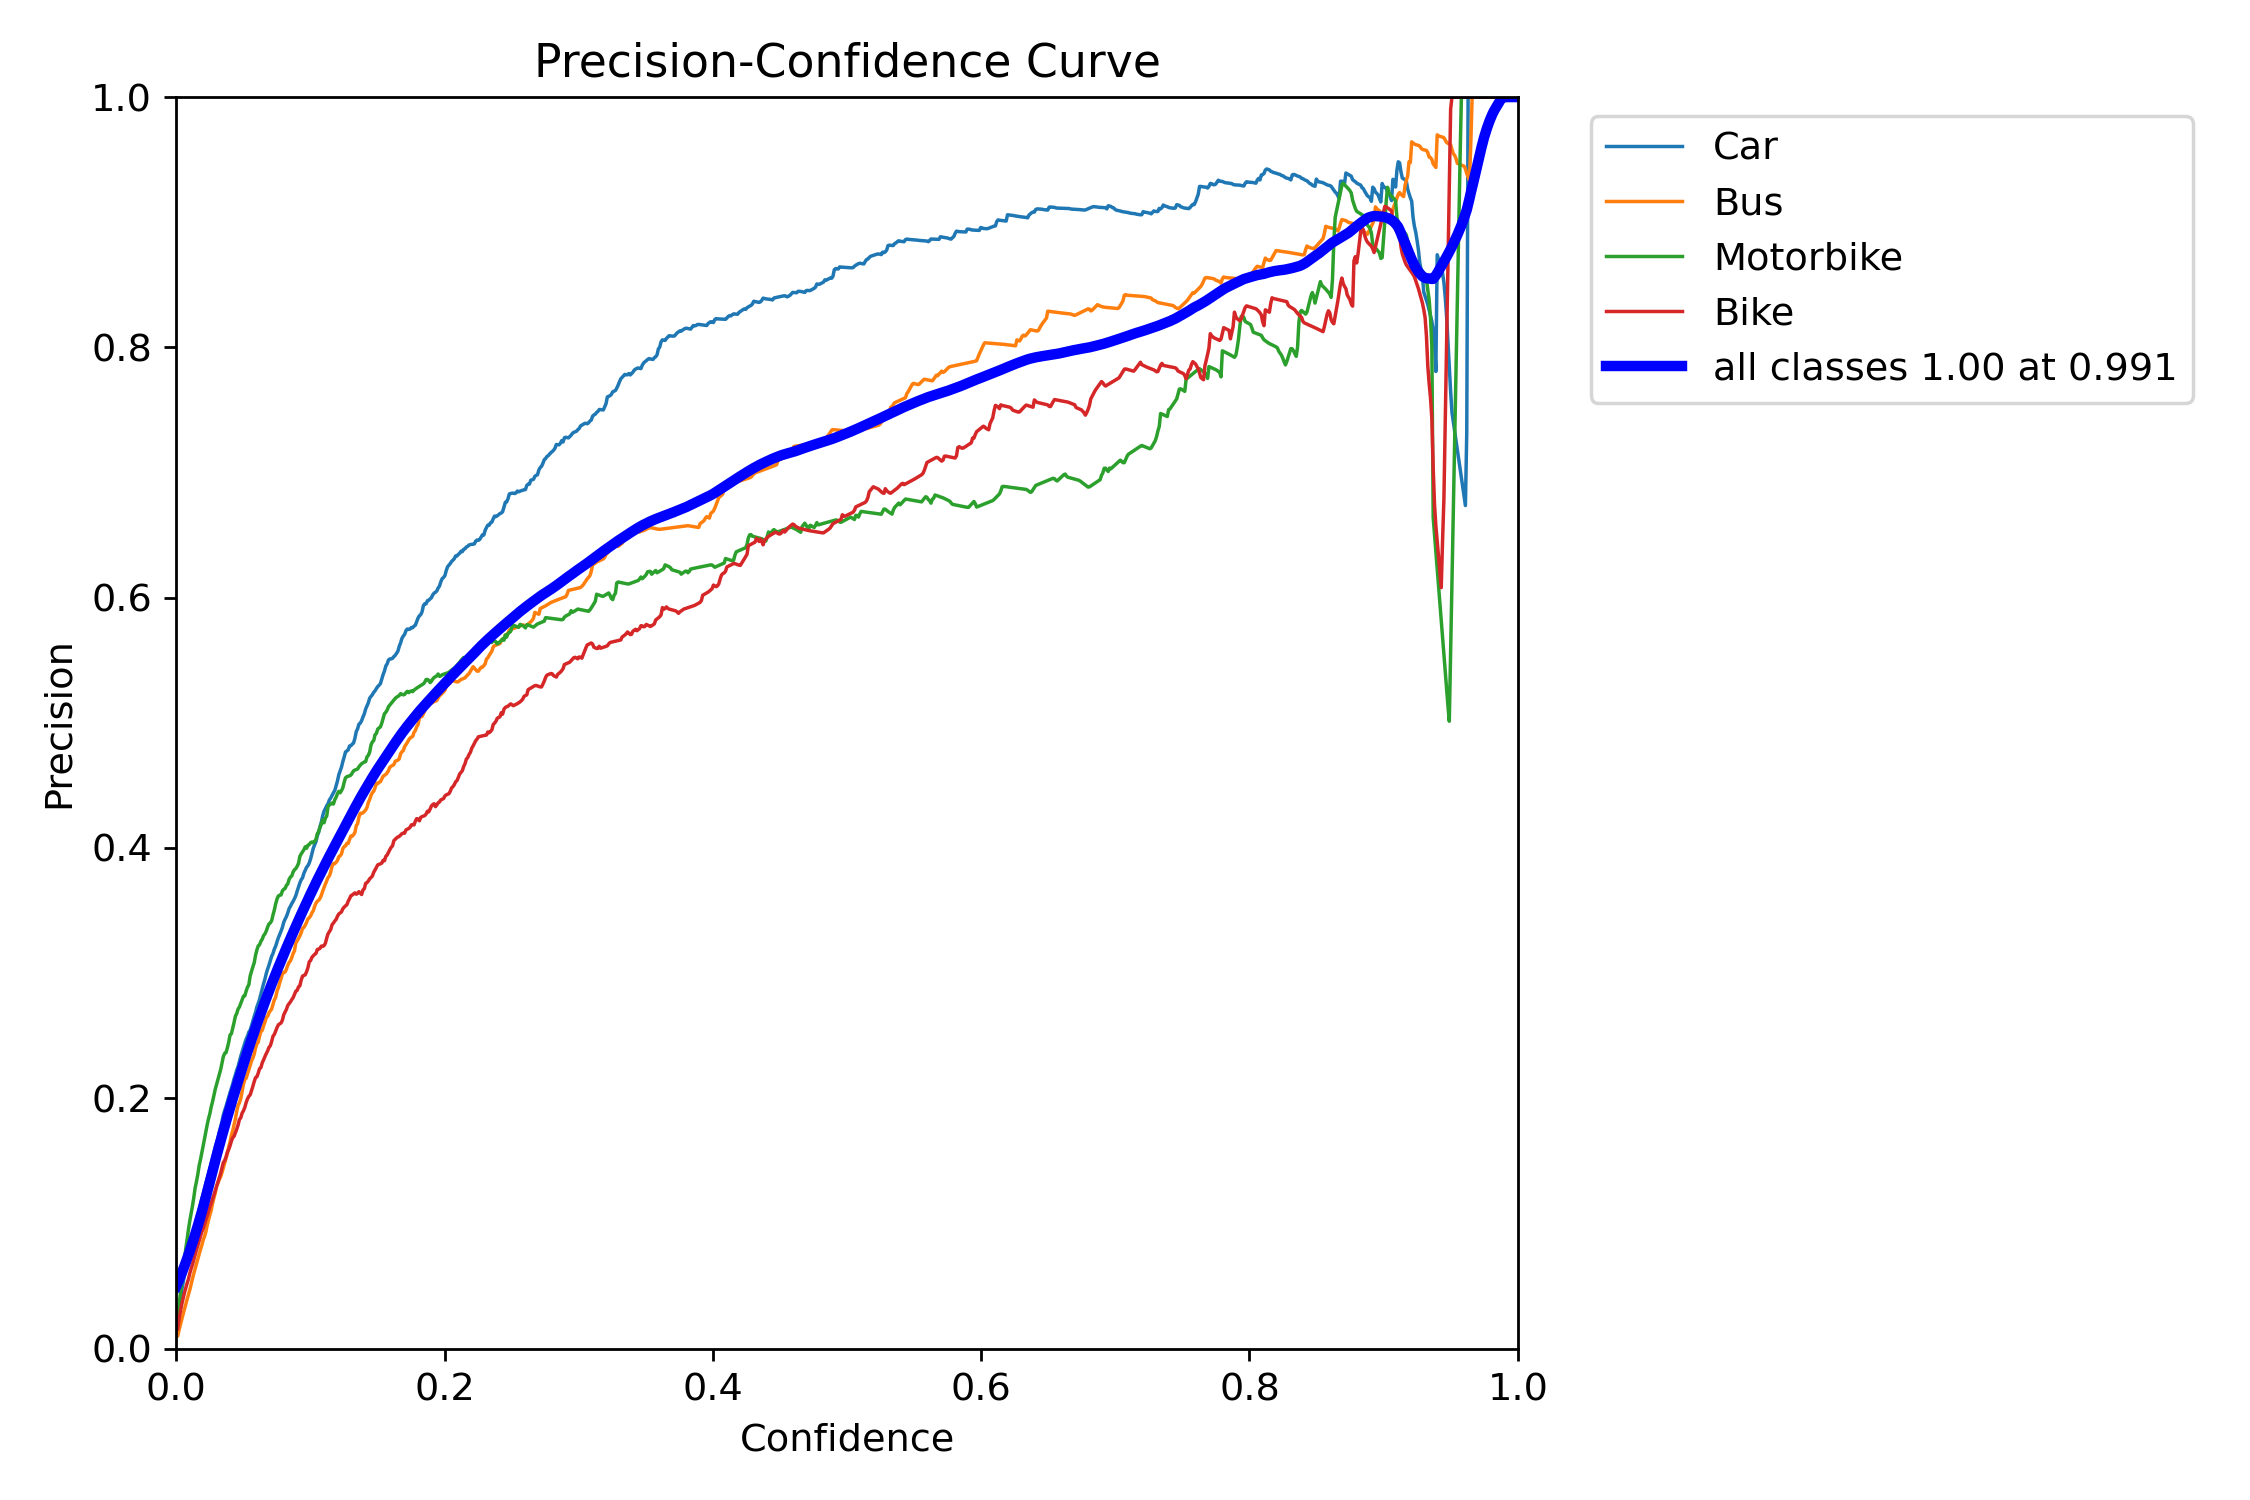 Precision-Confidence Curve
1.0
0.8
0.6
0.4
0.2
0.0
Precision
0.0 0.2 0.4 0.6 0.8 1.0
Confidence
Car
Bus
Motorbike
Bike
all classes 1.00 at 0.991